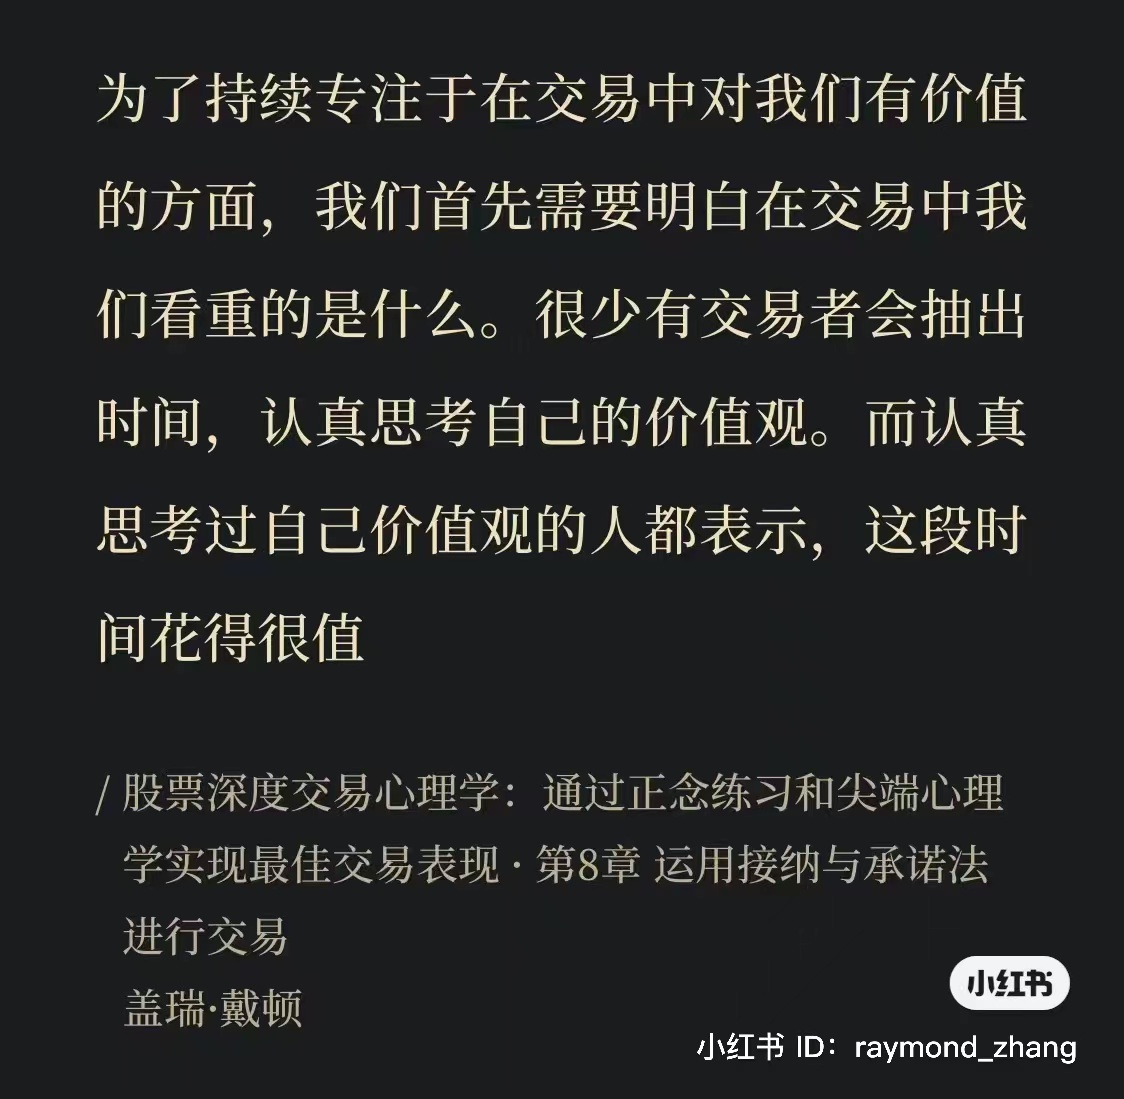 为了持续专注于在交易中对我们有价值
的方面，我们首先需要明白在交易中我
们看重的是什么。很少有交易者会抽出
时间，认真思考自己的价值观。而认真
思考过自己价值观的人都表示，这段时
间花得很值
/ 股票深度交易心理学：通过正念练习和尖端心理
学实现最佳交易表现 · 第8章 运用接纳与承诺法
进行交易
盖瑞·戴顿
小红书
小红书 ID：raymond_zhang